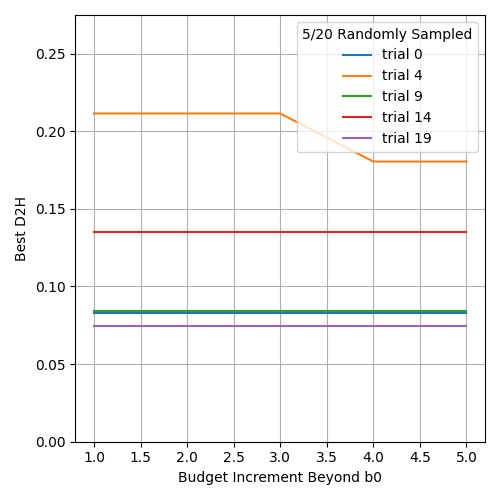 5/20 Randomly Sampled
trial 0
trial 4
trial 9
trial 14
trial 19
0.25
0.20
0.15
0.10
0.05
0.00
Best D2H
1.0 1.5 2.0 2.5 3.0 3.5 4.0 4.5 5.0
Budget Increment Beyond b0